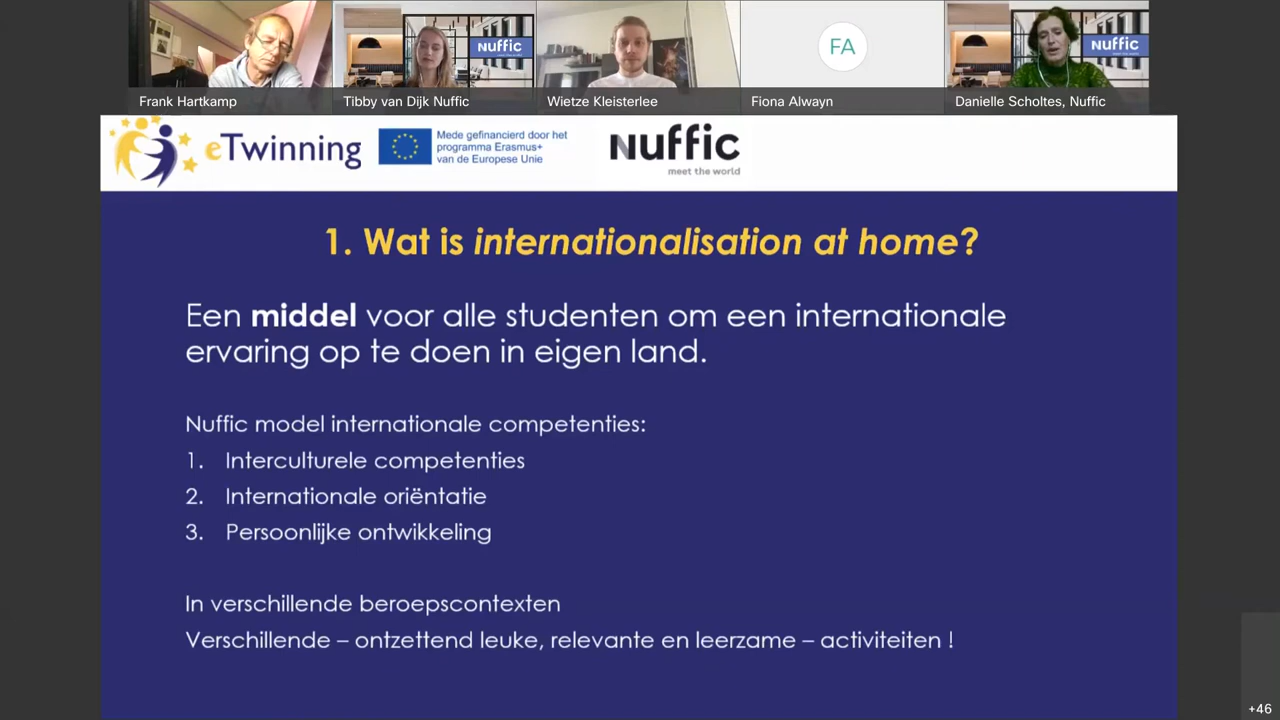 Nuffic
Nuffic
FA
Frank Hartkamp
Tibby van Dijk Nuffic
Wietze Kleisterlee
Fiona Alwayn
Danielle Scholtes, Nuffic
eTwinning
Mede gefinancierd door het
programma Erasmus+
van de Europese Unie
Nuffic
meet the world
1. Wat is internationalisation at home?
Een middel voor alle studenten om een internationale
ervaring op te doen in eigen land.
Nuffic model internationale competenties:
1. Interculturele competenties
2. Internationale oriëntatie
3. Persoonlijke ontwikkeling
In verschillende beroepscontexten
Verschillende – ontzettend leuke, relevante en leerzame – activiteiten !
+46